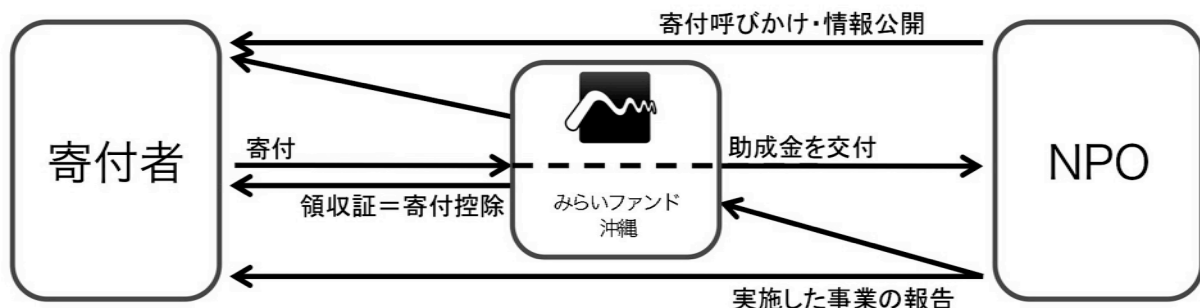 寄付呼びかけ・情報公開
寄付者
寄付
助成金を交付
NPO
領収証＝寄付控除
みらいファンド
沖縄
実施した事業の報告